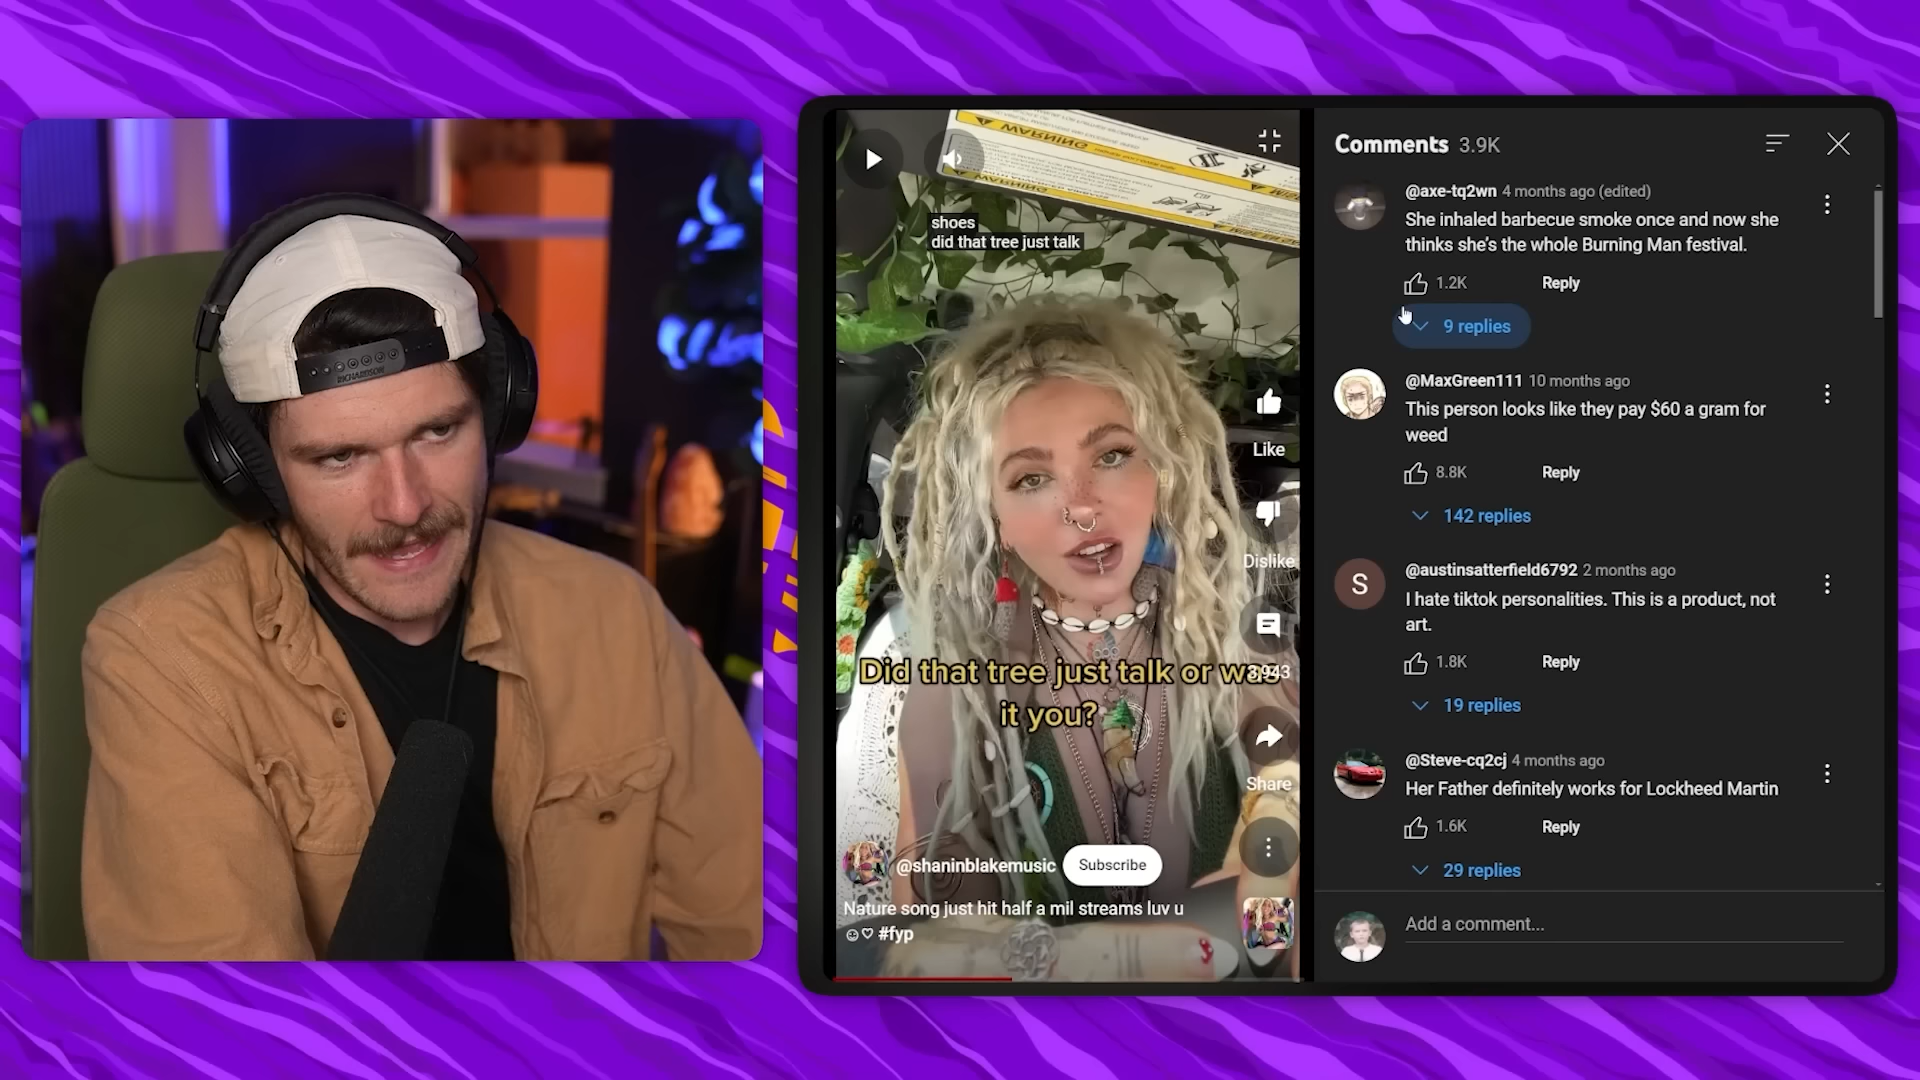 RICHARDSON
WARNING
WARNING
shoes
did that tree just talk
Like
Dislike
3,943
Did that tree just talk or was
it you?
Share
@shaninblakemusic
Subscribe
Nature song just hit half a mil streams luv u
☺♡ #fyp
Comments 3.9K
@axe-tq2wn 4 months ago (edited)
She inhaled barbecue smoke once and now she
thinks she's the whole Burning Man festival.
1.2K Reply
9 replies
@MaxGreen111 10 months ago
This person looks like they pay $60 a gram for
weed
8.8K Reply
142 replies
S
@austinsatterfield6792 2 months ago
I hate tiktok personalities. This is a product, not
art.
1.8K Reply
19 replies
@Steve-cq2cj 4 months ago
Her Father definitely works for Lockheed Martin
1.6K Reply
29 replies
Add a comment...